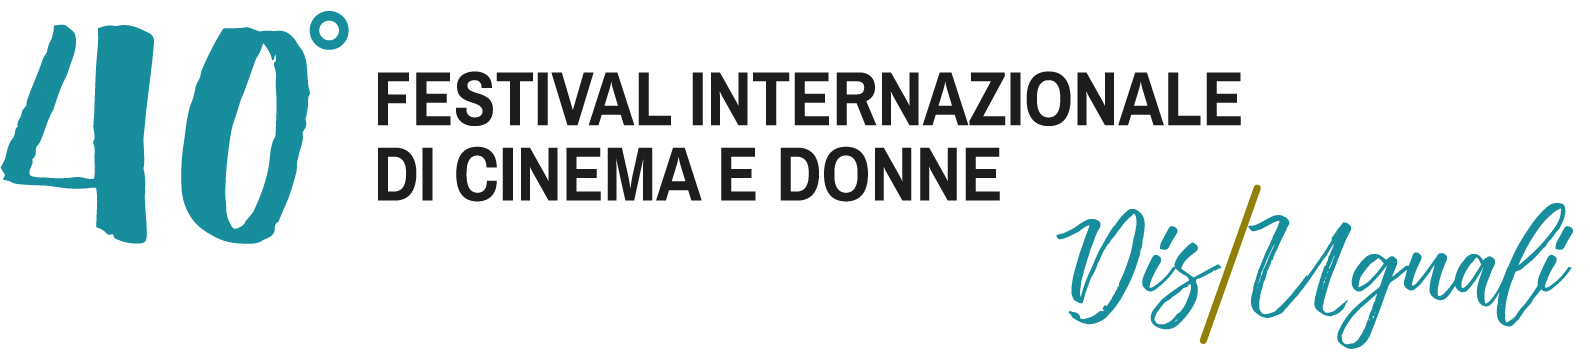 40°
FESTIVAL INTERNAZIONALE
DI CINEMA E DONNE
Dis/Uguali